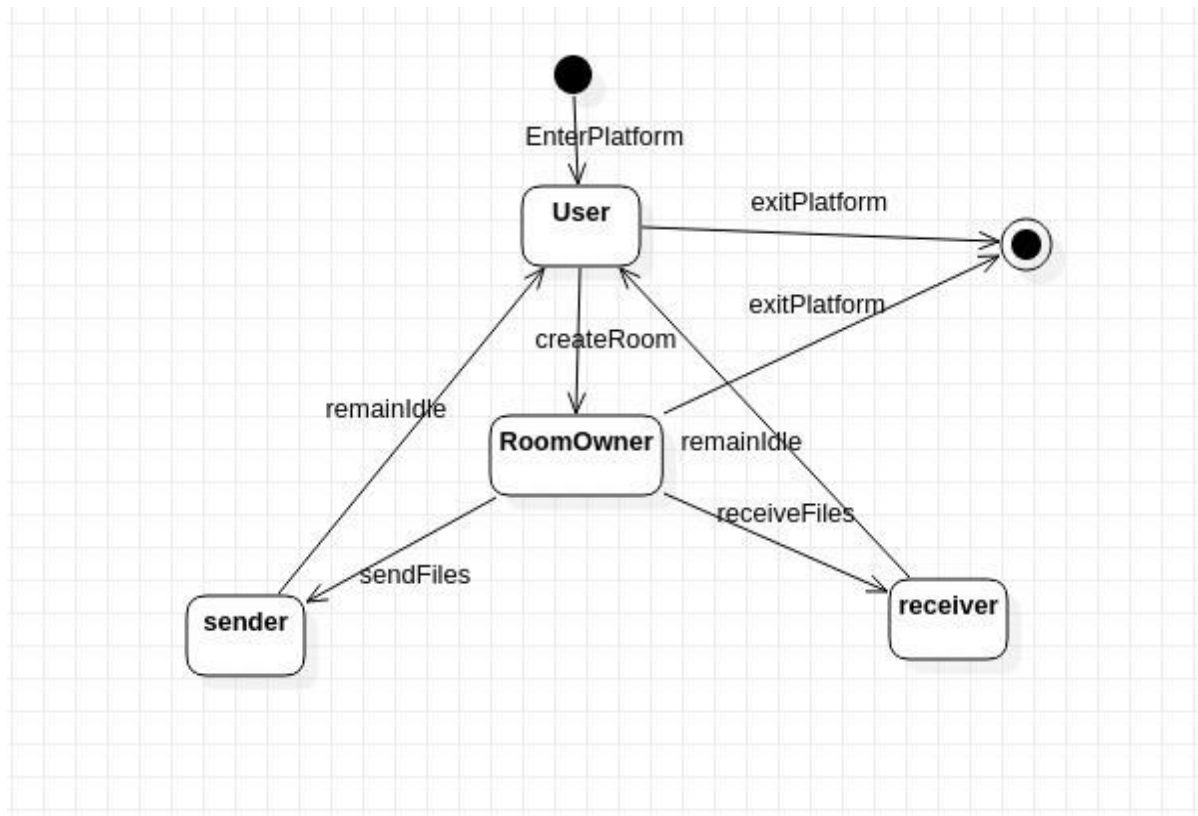 EnterPlatform
User
exitPlatform
exitPlatform
createRoom
remainIdle
RoomOwner
remainIdle
receiveFiles
sendFiles
receiver
sender